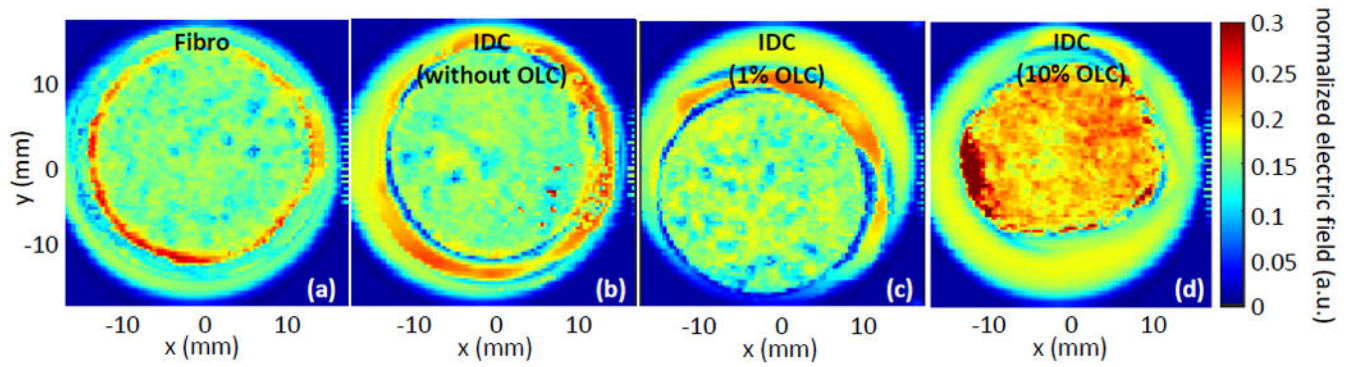 Fibro
IDC
(without OLC)
IDC
(1% OLC)
IDC
(10% OLC)
(a)
(b)
(c)
(d)
y (mm)
10
0
-10
-10 0 10
x (mm)
-10 0 10
x (mm)
-10 0 10
x (mm)
-10 0 10
x (mm)
0.3
0.25
0.2
0.15
0.1
0.05
0
normalized electric field (a.u.)